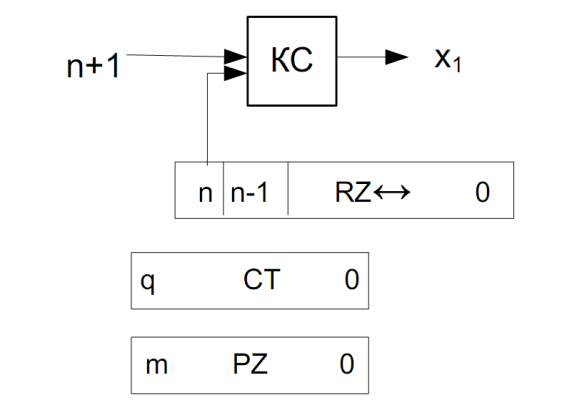 n+1 КС x₁
n n-1 RZ↔ 0
q CT 0
m PZ 0